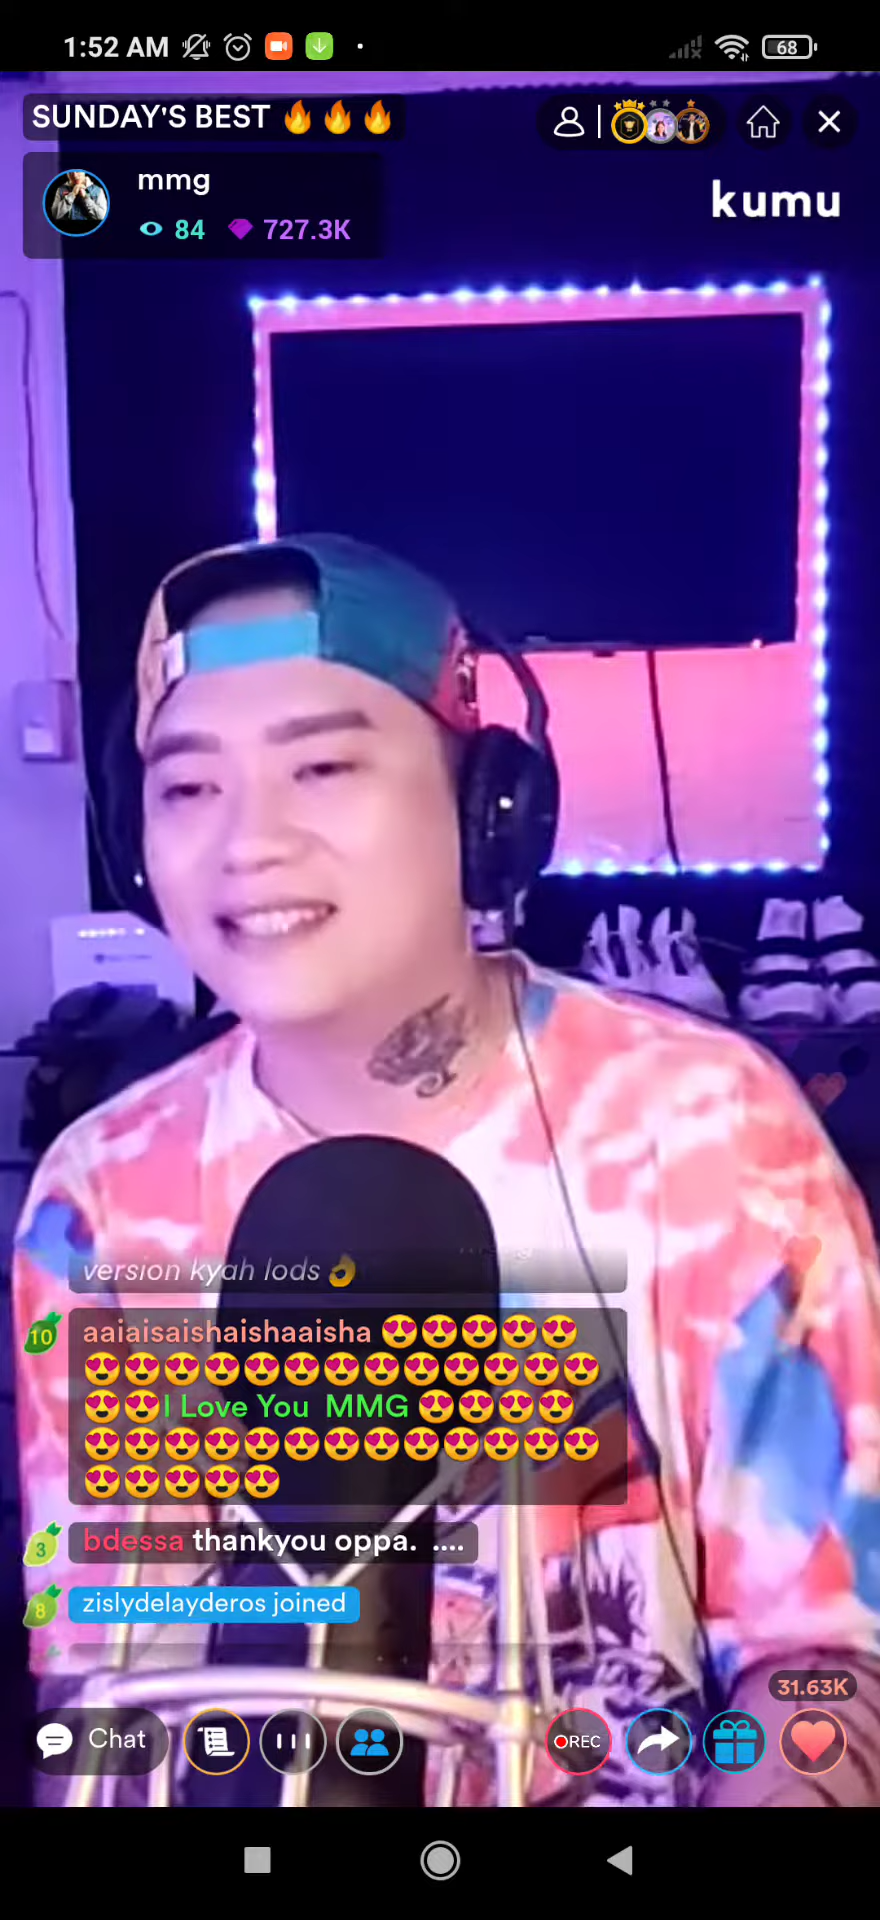 1:52 AM
68
SUNDAY'S BEST 🔥🔥🔥
mmg
84 727.3K
kumu
version kyah lods👌
10
aaiaisaishaishaaisha 😍😍😍😍😍
😍😍😍😍😍😍😍😍😍😍😍😍😍
😍😍I Love You MMG 😍😍😍😍
😍😍😍😍😍😍😍😍😍😍😍😍😍
😍😍😍😍😍
3
bdessa thankyou oppa. ....
8
zislydelayderos joined
31.63K
Chat
REC